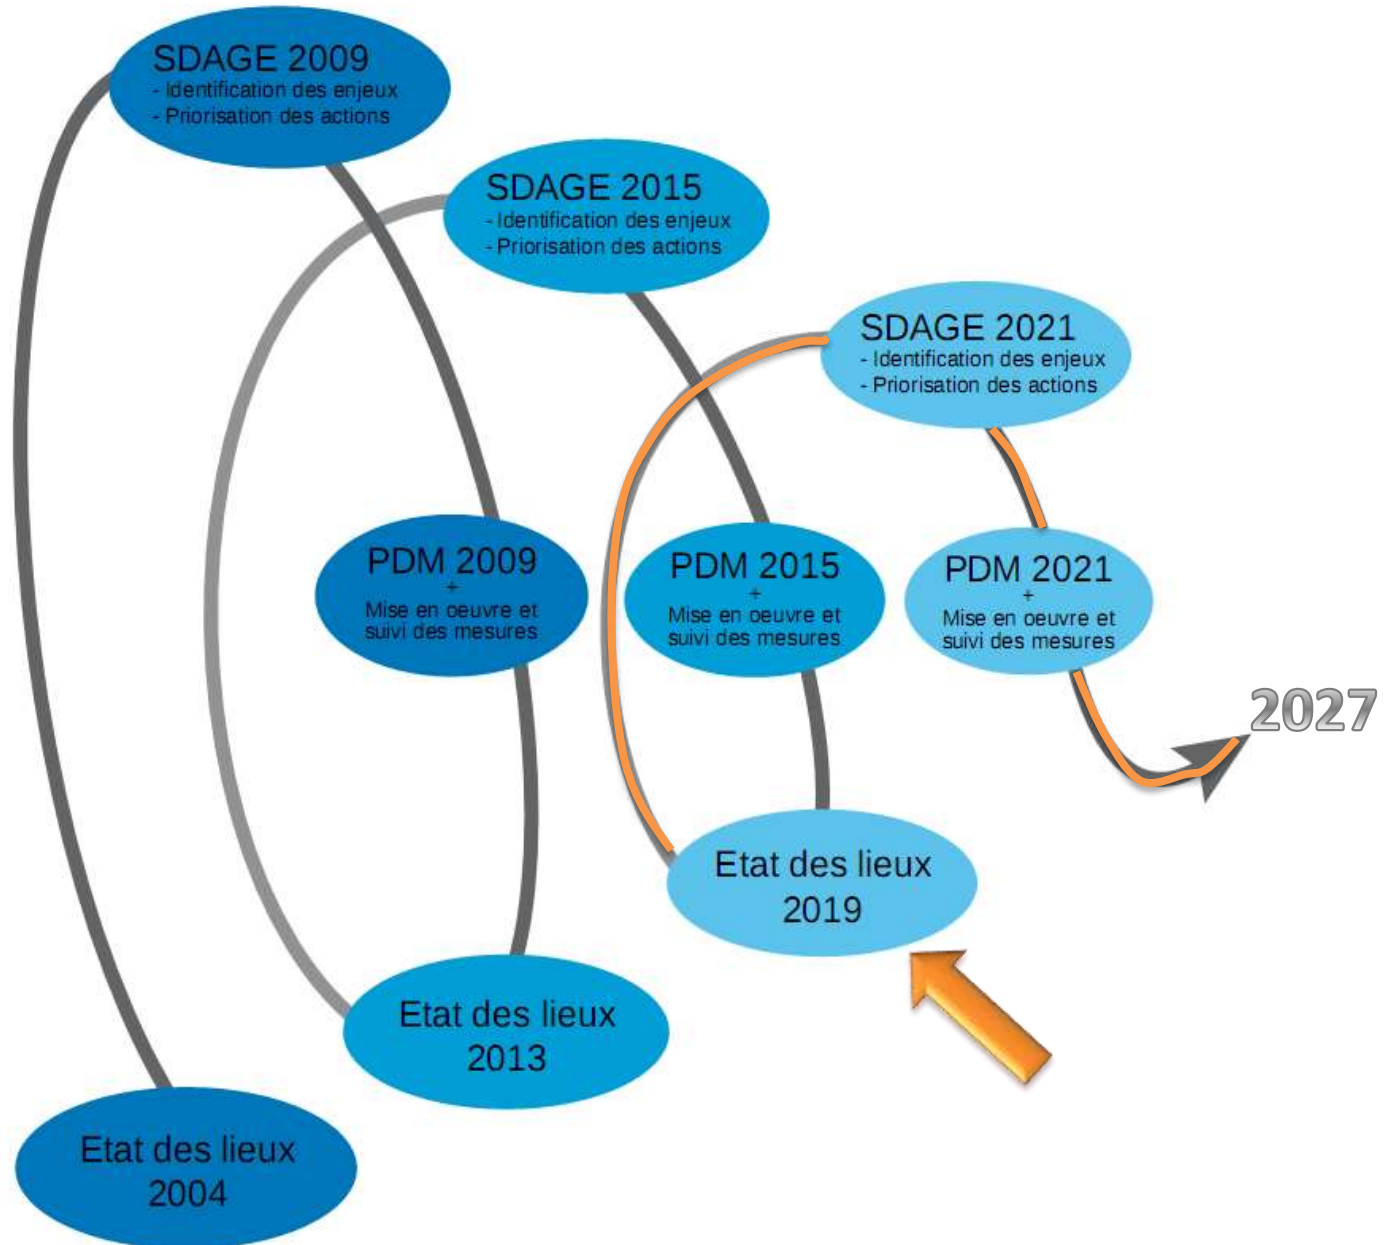 SDAGE 2009
- Identification des enjeux
- Priorisation des actions
SDAGE 2015
- Identification des enjeux
- Priorisation des actions
SDAGE 2021
- Identification des enjeux
- Priorisation des actions
PDM 2009
+
Mise en oeuvre et
suivi des mesures
PDM 2015
+
Mise en oeuvre et
suivi des mesures
PDM 2021
+
Mise en oeuvre et
suivi des mesures
2027
Etat des lieux
2019
Etat des lieux
2013
Etat des lieux
2004